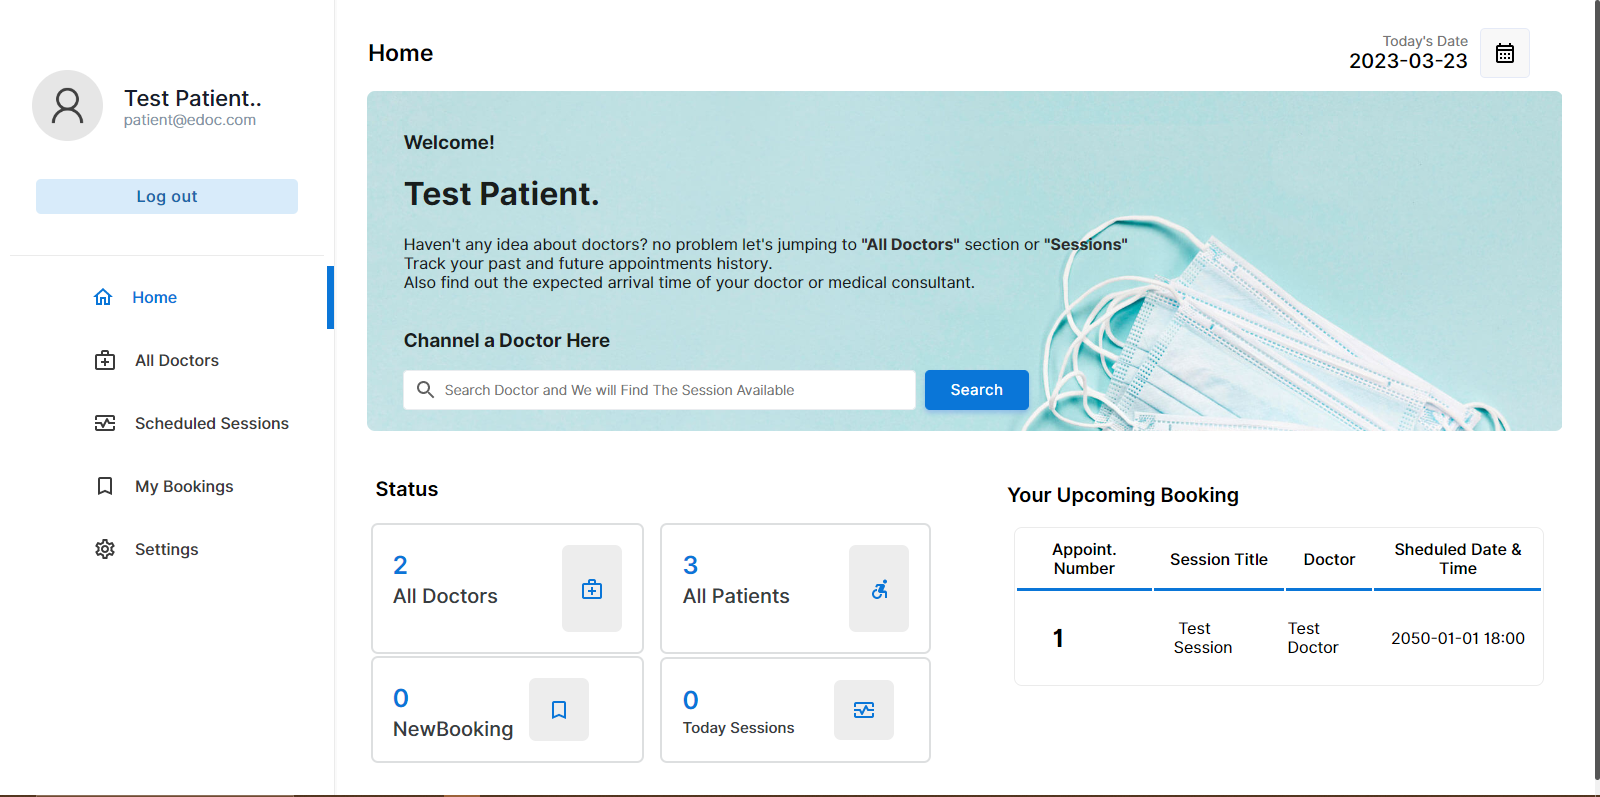 Test Patient..
patient@edoc.com
Log out
Home
All Doctors
Scheduled Sessions
My Bookings
Settings
Home
Today's Date
2023-03-23
Welcome!
Test Patient.
Haven't any idea about doctors? no problem let's jumping to "All Doctors" section or "Sessions"
Track your past and future appointments history.
Also find out the expected arrival time of your doctor or medical consultant.
Channel a Doctor Here
Search Doctor and We will Find The Session Available
Search
Status
2
All Doctors
3
All Patients
0
NewBooking
0
Today Sessions
Your Upcoming Booking
Appoint.
Number
Session Title
Doctor
Sheduled Date &
Time
1
Test
Session
Test
Doctor
2050-01-01 18:00